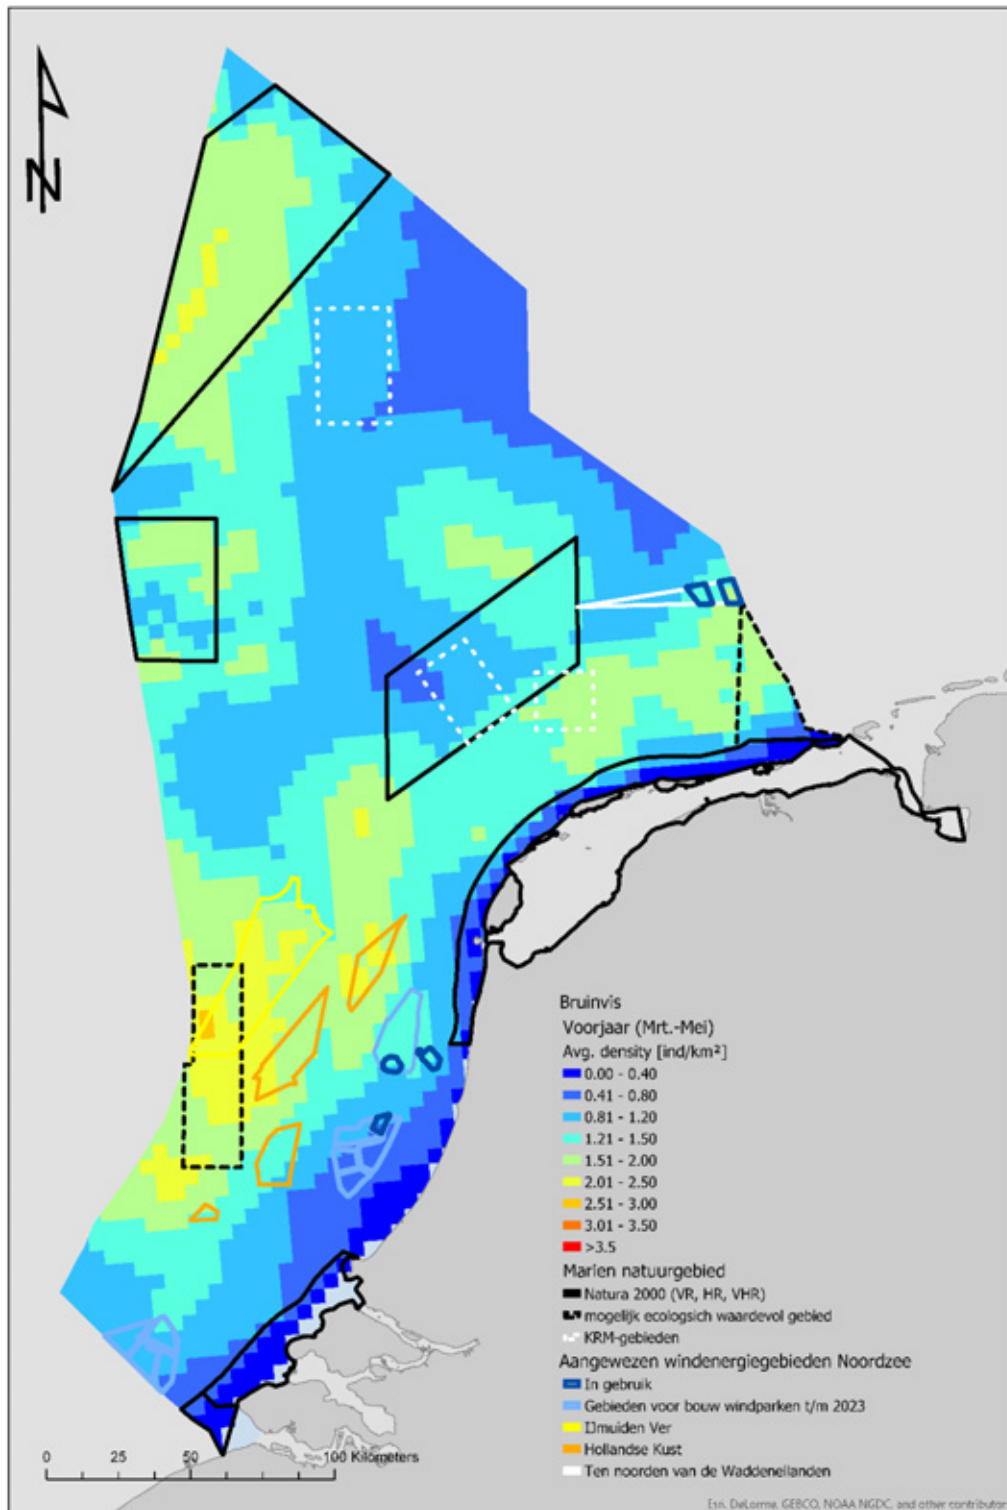 N
Bruinvis
Voorjaar (Mrt.-Mei)
Avg. density [ind/km²]
0.00 - 0.40
0.41 - 0.80
0.81 - 1.20
1.21 - 1.50
1.51 - 2.00
2.01 - 2.50
2.51 - 3.00
3.01 - 3.50
>3.5
Marien natuurgebied
Natura 2000 (VR, HR, VHR)
mogelijk ecologsich waardevol gebied
KRM-gebieden
Aangewezen windenergiegebieden Noordzee
In gebruik
Gebieden voor bouw windparken t/m 2023
IJmuiden Ver
Hollandse Kust
Ten noorden van de Waddeneilanden
0 25 50 100 Kilometers
Esri, DeLorme, GEBCO, NOAA NGDC, and other contributors